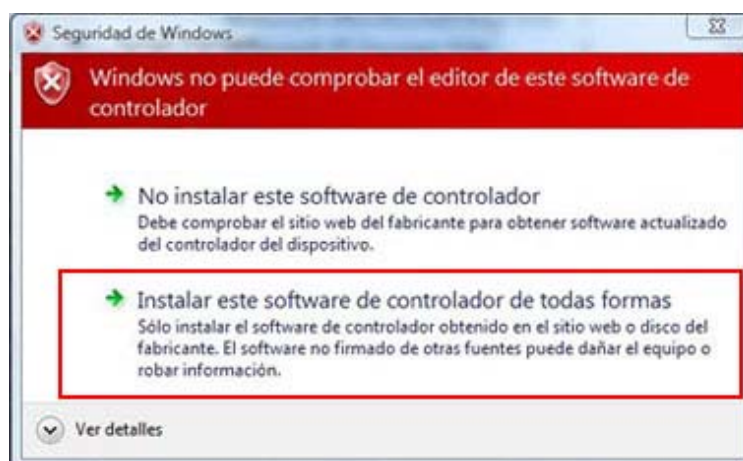 Seguridad de Windows
Windows no puede comprobar el editor de este software de
controlador
No instalar este software de controlador
Debe comprobar el sitio web del fabricante para obtener software actualizado
del controlador del dispositivo.
Instalar este software de controlador de todas formas
Sólo instalar el software de controlador obtenido en el sitio web o disco del
fabricante. El software no firmado de otras fuentes puede dañar el equipo o
robar información.
Ver detalles